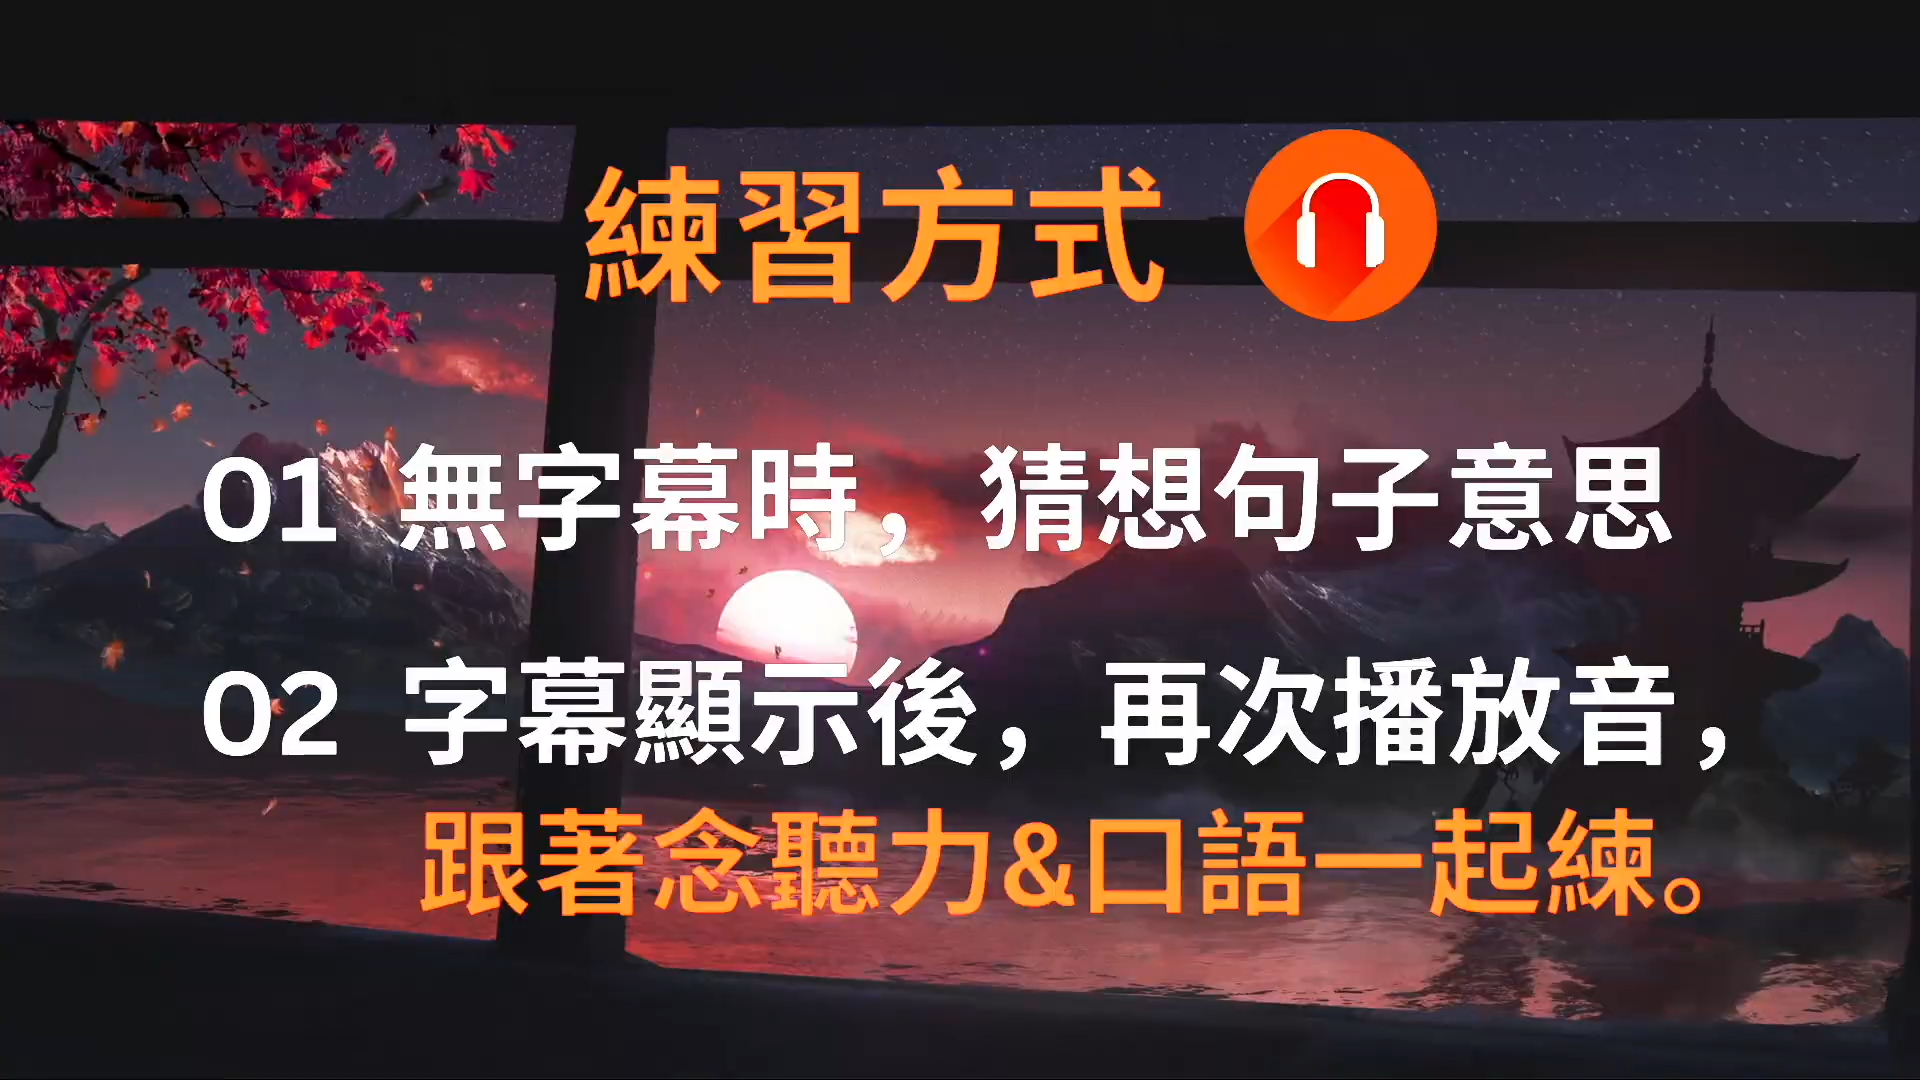 練習方式
01 無字幕時，猜想句子意思
02 字幕顯示後，再次播放音，
跟著念聽力&口語一起練。